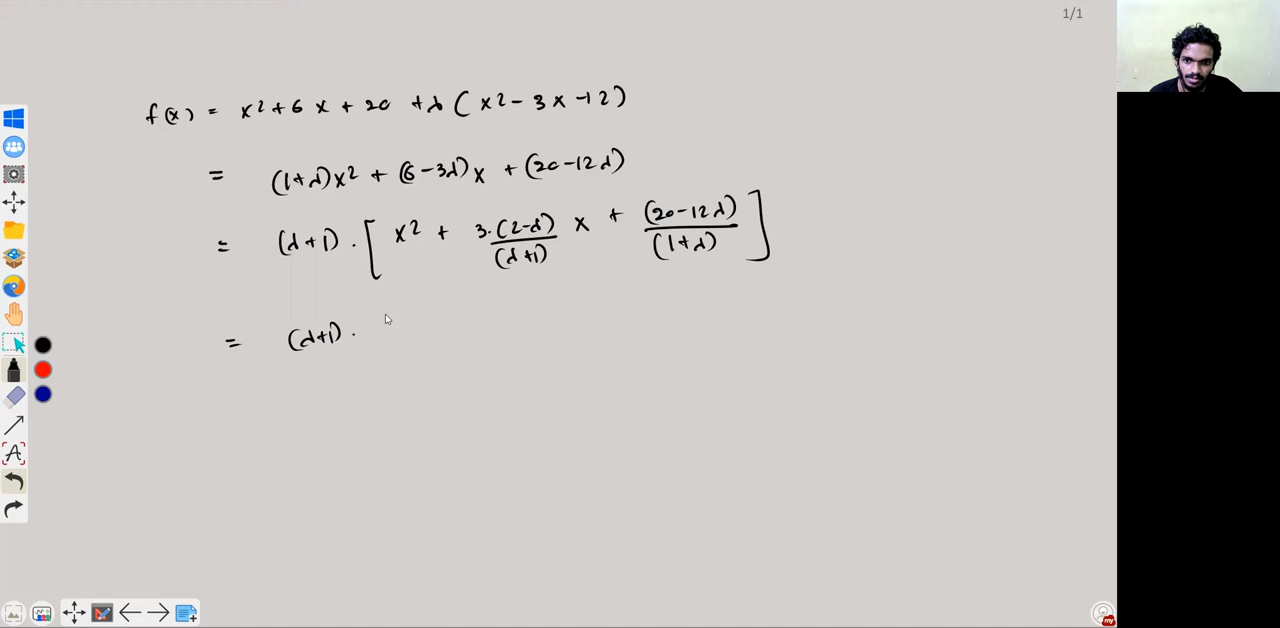 1/1
f(x) = x2 + 6x + 20 + λ(x2 - 3x - 12)
= (1+λ)x2 + (6-3λ)x + (20-12λ)
= (λ+1) · [ x2 + 3·(2-λ)/(λ+1) x + (20-12λ)/(1+λ) ]
= (λ+1) ·